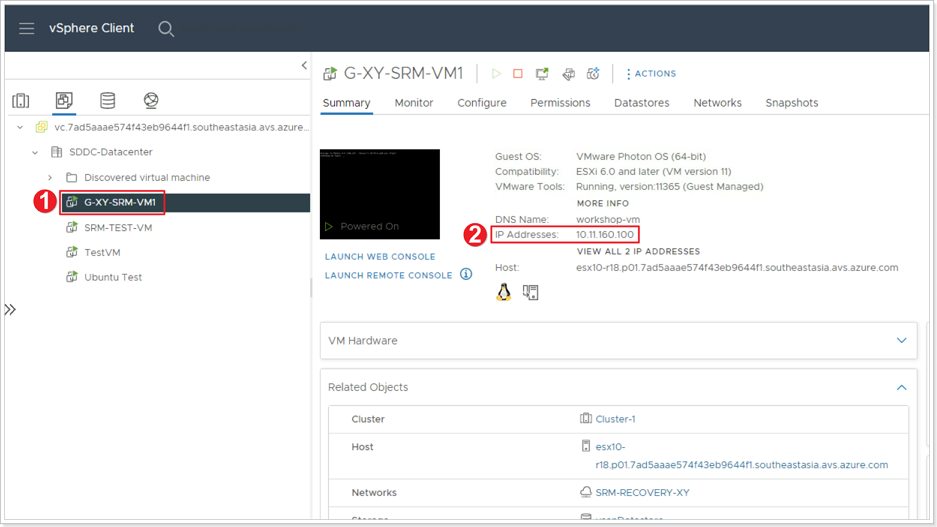 vSphere Client
G-XY-SRM-VM1
ACTIONS
Summary Monitor Configure Permissions Datastores Networks Snapshots
vc.7ad5aaae574f43eb9644f1.southeastasia.avs.azure...
SDDC-Datacenter
Discovered virtual machine
1 G-XY-SRM-VM1
SRM-TEST-VM
TestVM
Ubuntu Test
Powered On
LAUNCH WEB CONSOLE
LAUNCH REMOTE CONSOLE
Guest OS: VMware Photon OS (64-bit)
Compatibility: ESXi 6.0 and later (VM version 11)
VMware Tools: Running, version:11365 (Guest Managed)
MORE INFO
DNS Name: workshop-vm
2 IP Addresses: 10.11.160.100
VIEW ALL 2 IP ADDRESSES
Host: esx10-r18.p01.7ad5aaae574f43eb9644f1.southeastasia.avs.azure.com
VM Hardware
Related Objects
Cluster Cluster-1
Host esx10-
r18.p01.7ad5aaae574f43eb9644f1.southeastasia.avs.azure.com
Networks SRM-RECOVERY-XY